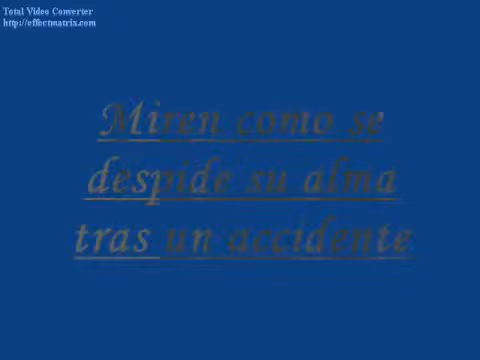 Total Video Converter
http://effectmatrix.com
Miren como se
despide su alma
tras un accidente